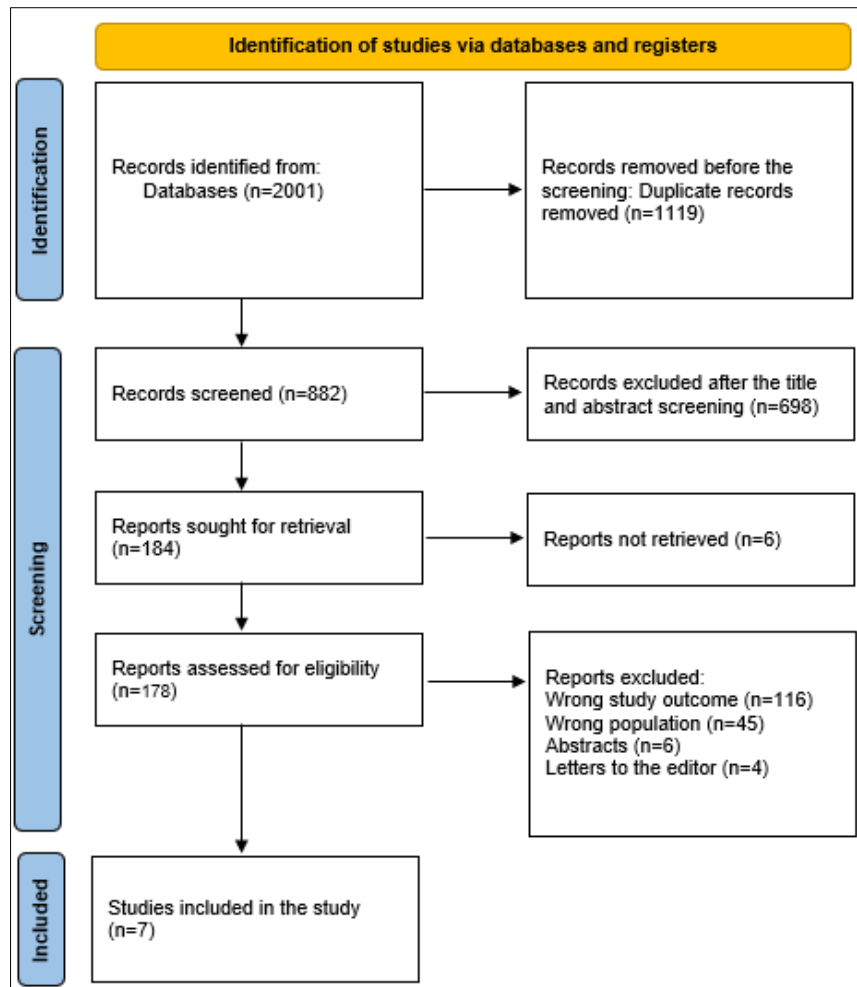 Identification of studies via databases and registers
Identification
Records identified from:
Databases (n=2001)
Records removed before the
screening: Duplicate records
removed (n=1119)
Screening
Records screened (n=882)
Records excluded after the title
and abstract screening (n=698)
Reports sought for retrieval
(n=184)
Reports not retrieved (n=6)
Reports assessed for eligibility
(n=178)
Reports excluded:
Wrong study outcome (n=116)
Wrong population (n=45)
Abstracts (n=6)
Letters to the editor (n=4)
Included
Studies included in the study
(n=7)